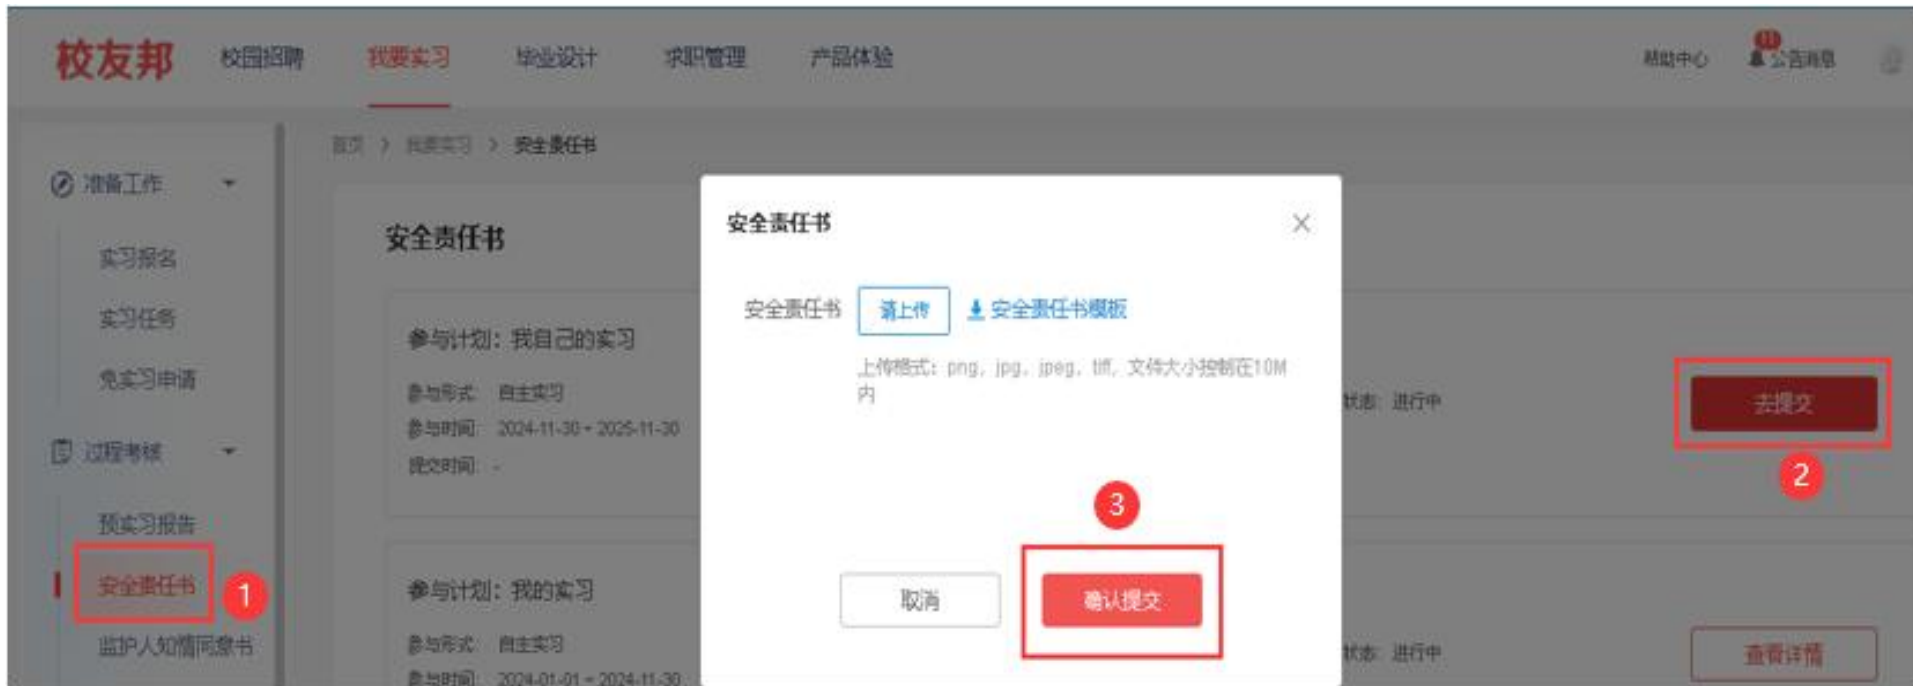 校友邦 校园招聘 我要实习 毕业设计 求职管理 产品体验 帮助中心 11 公告消息
首页 > 我要实习 > 安全责任书
准备工作
实习报名
实习任务
免实习申请
过程考核
预实习报告
安全责任书 1
监护人知情同意书
安全责任书
参与计划：我自己的实习
参与形式： 自主实习
参与时间： 2024-11-30 ~ 2025-11-30
提交时间： -
状态： 进行中
去提交
2
参与计划：我的实习
参与形式： 自主实习
参与时间： 2024-01-01 ~ 2024-11-30
状态： 进行中
查看详情
安全责任书 ×
安全责任书 请上传 安全责任书模板
上传格式：png，jpg，jpeg，tiff，文件大小控制在10M
内
3
取消 确认提交